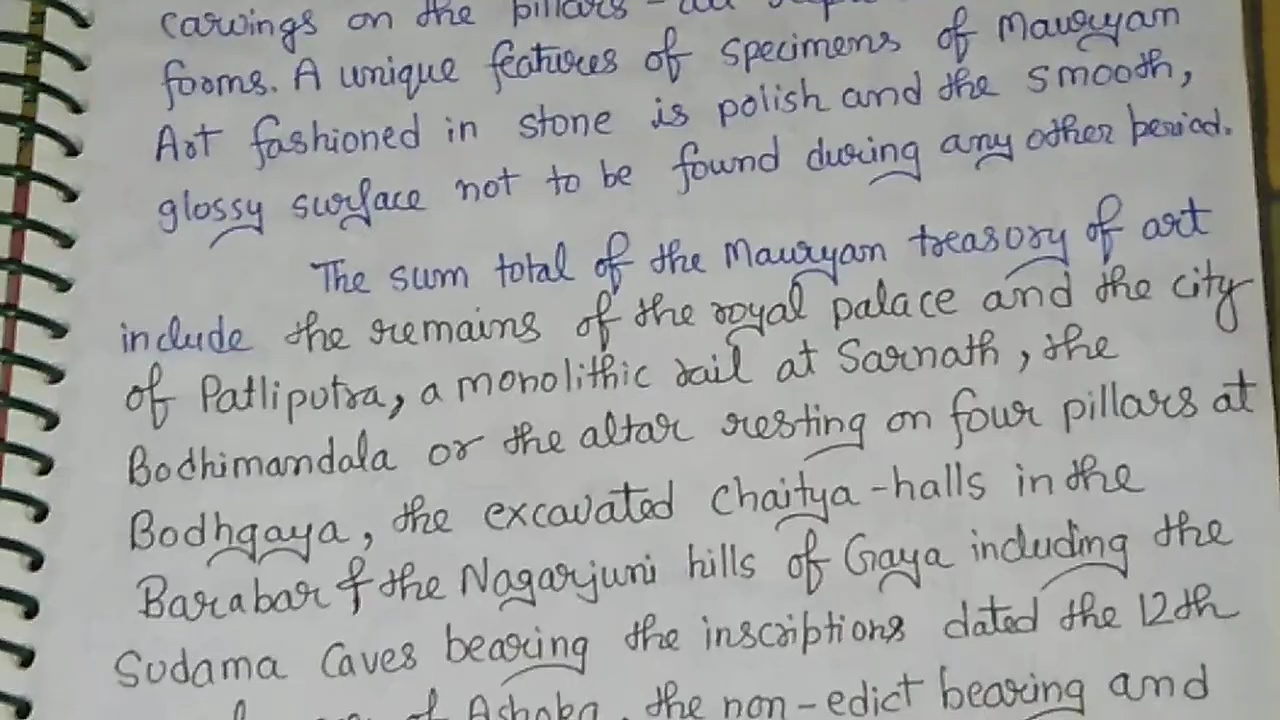 carvings on the pillars -
forms. A unique features of specimens of Mauryam
Art fashioned in stone is polish and the smooth,
glossy surface not to be found during any other period.
The sum total of the Mauryam treasory of art
include the remains of the royal palace and the city
of Patliputra, a monolithic rail at Sarnath, the
Bodhimandala or the altar resting on four pillars at
Bodhgaya, the excavated Chaitya-halls in the
Barabar & the Nagarjuni hills of Gaya including the
Sudama Caves bearing the inscriptions dated the 12th
of Ashoka, the non-edict bearing and